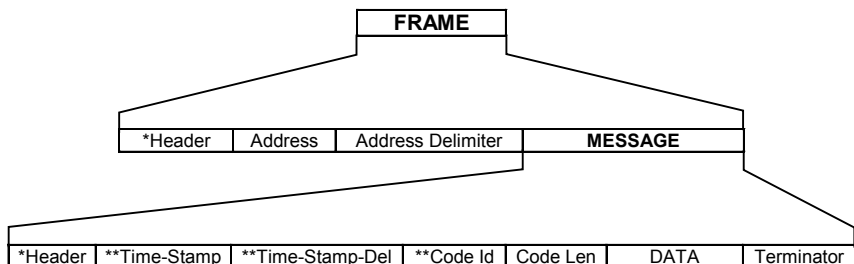 FRAME
*Header Address Address Delimiter MESSAGE
*Header **Time-Stamp **Time-Stamp-Del **Code Id Code Len DATA Terminator